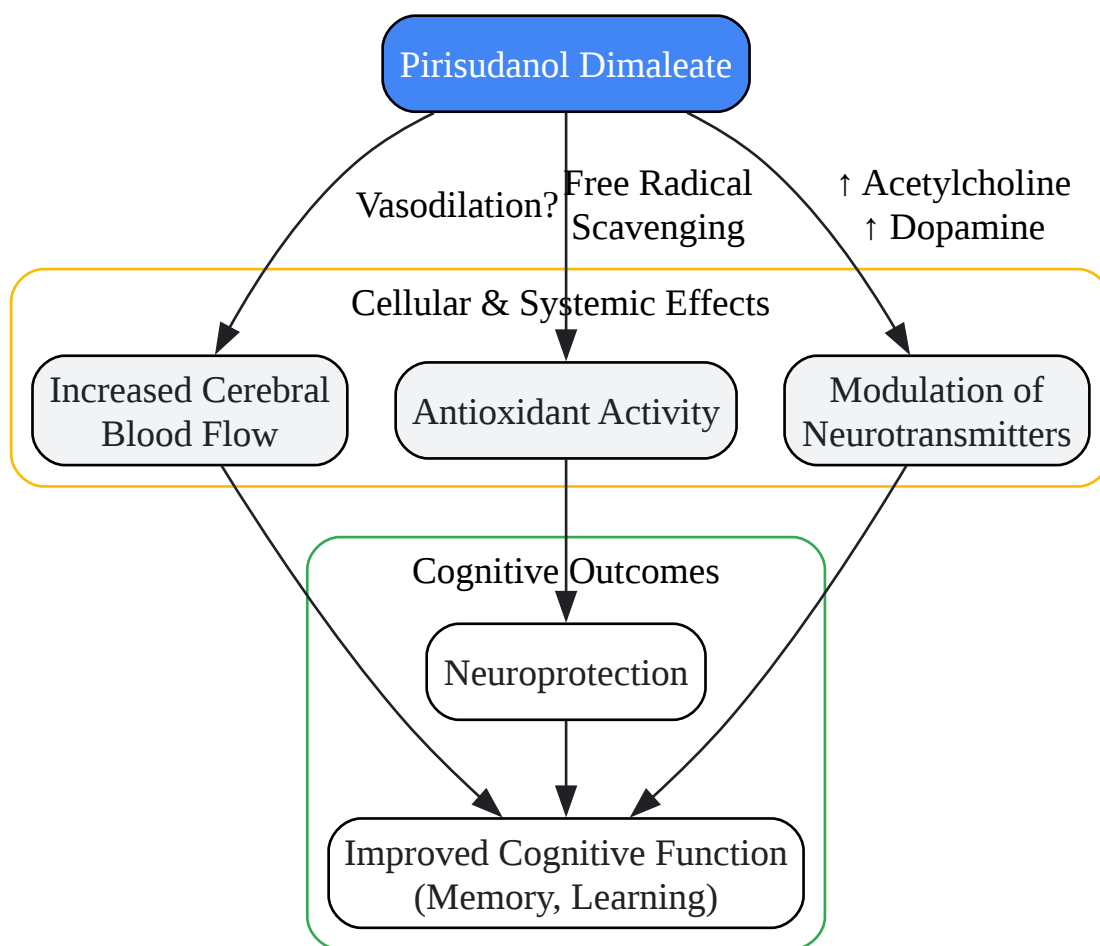 Pirisudanol Dimaleate
Vasodilation?
Free Radical
Scavenging
↑ Acetylcholine
↑ Dopamine
Cellular & Systemic Effects
Increased Cerebral
Blood Flow
Antioxidant Activity
Modulation of
Neurotransmitters
Cognitive Outcomes
Neuroprotection
Improved Cognitive Function
(Memory, Learning)